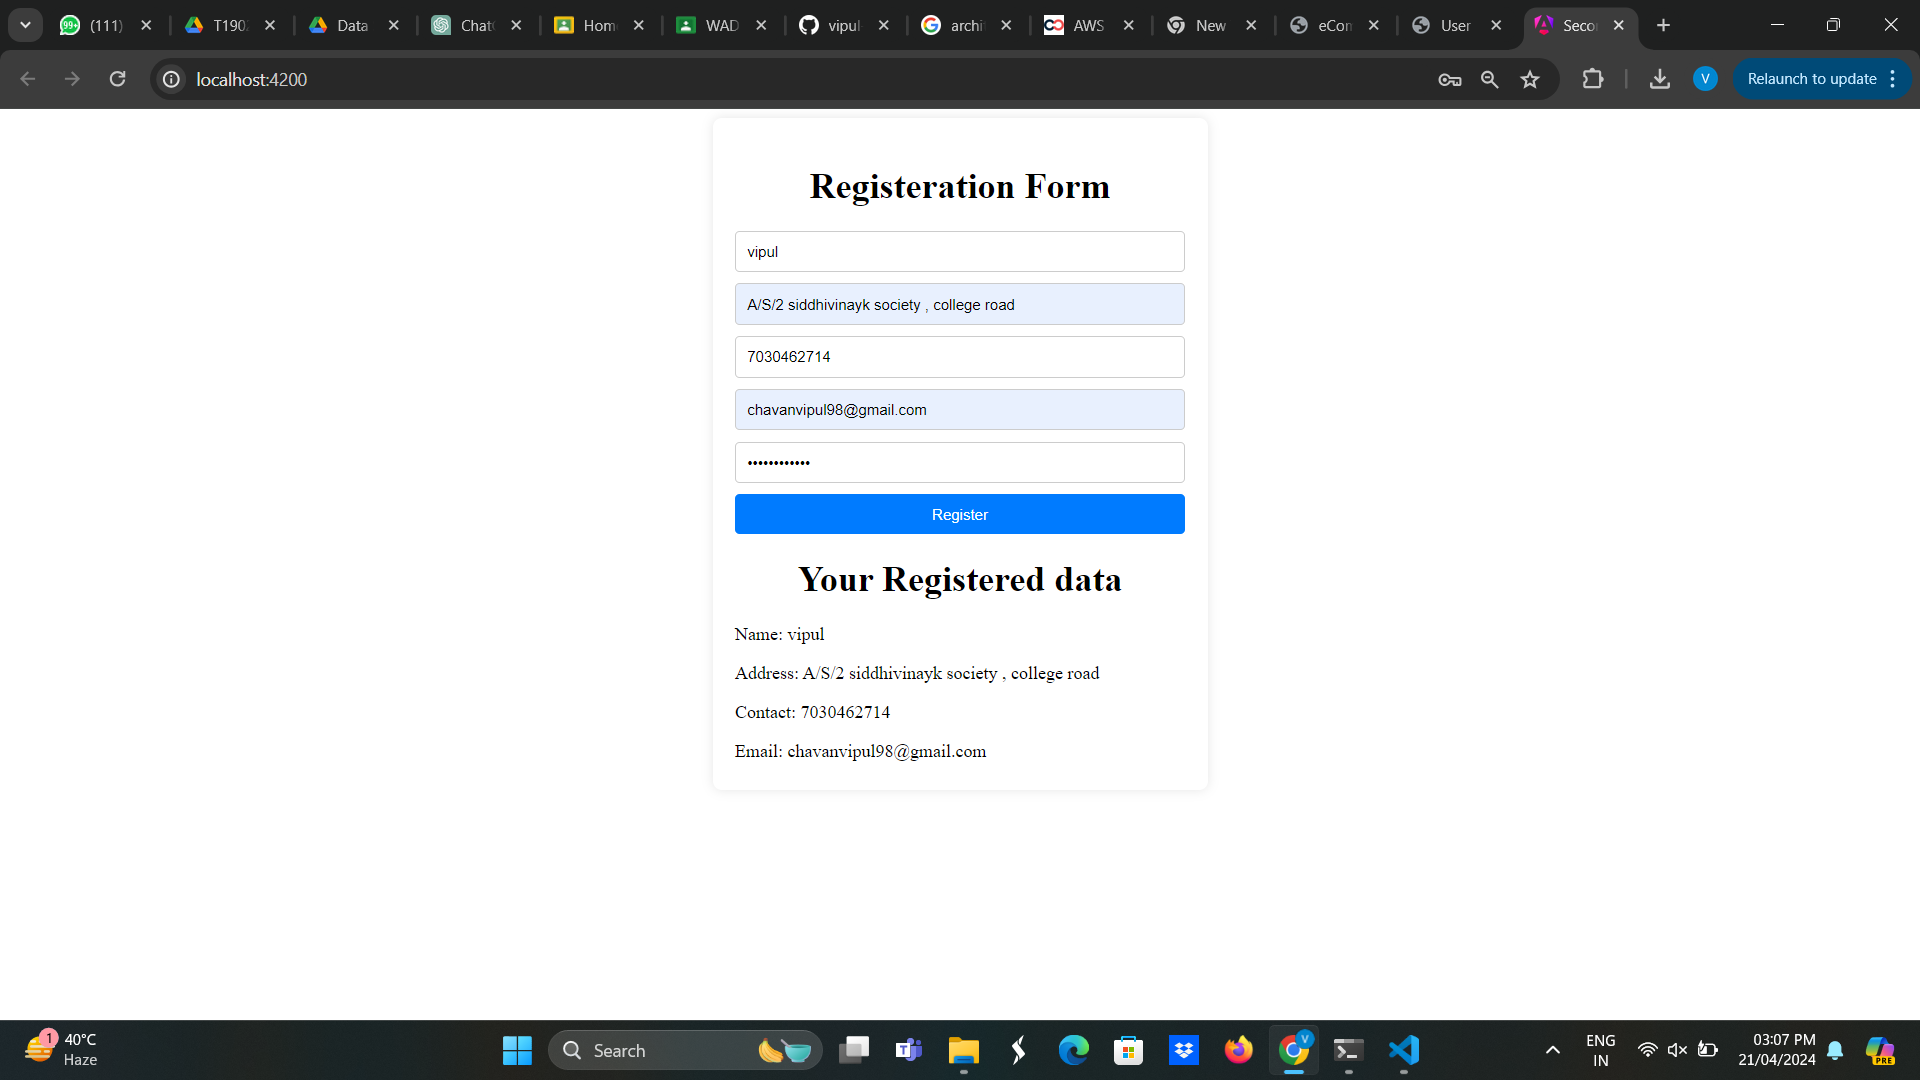 (111)
T190
Data
Chat
Hom
WAD
vipul
archi
AWS
New
eCom
User
Seco
localhost:4200
V
Relaunch to update
Registeration Form
vipul
A/S/2 siddhivinayk society , college road
7030462714
chavanvipul98@gmail.com
••••••••••••
Register
Your Registered data
Name: vipul
Address: A/S/2 siddhivinayk society , college road
Contact: 7030462714
Email: chavanvipul98@gmail.com
1
40°C
Haze
Search
V
ENG
IN
03:07 PM
21/04/2024
PRE